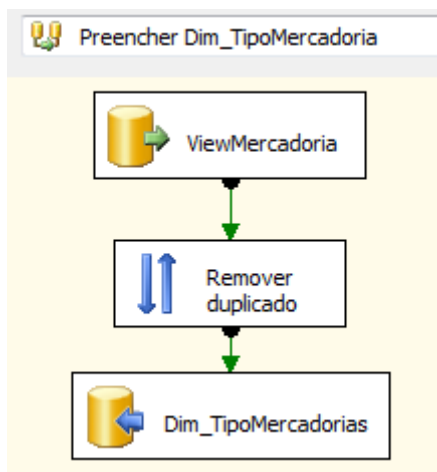 Preencher Dim_TipoMercadoria
ViewMercadoria
Remover
duplicado
Dim_TipoMercadorias